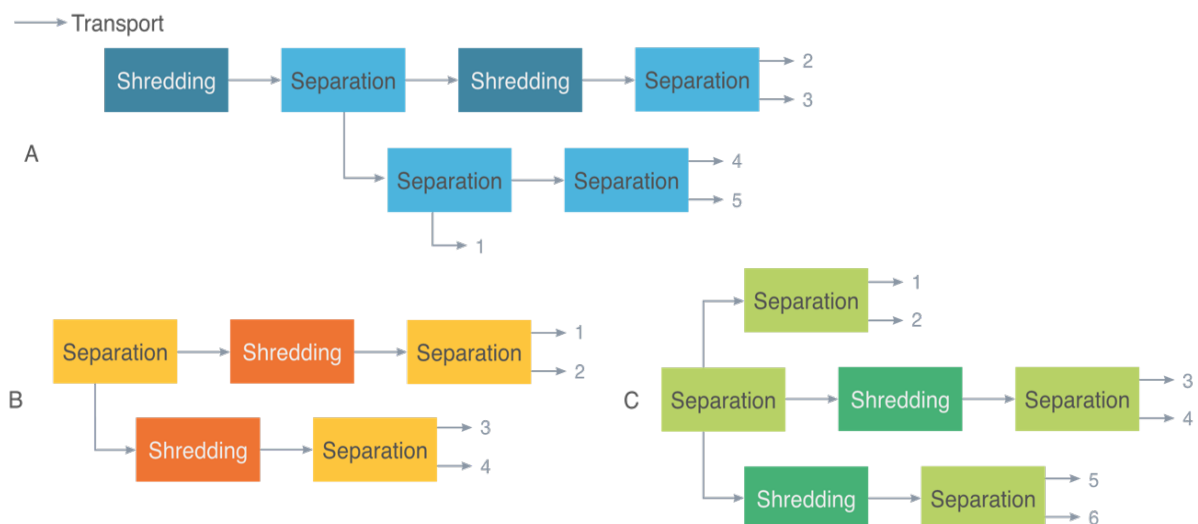 Transport
Shredding
Separation
Shredding
Separation
2
3
A
Separation
Separation
4
5
1
Separation
Shredding
Separation
1
2
B
Shredding
Separation
3
4
Separation
1
2
C
Separation
Shredding
Separation
3
4
Shredding
Separation
5
6